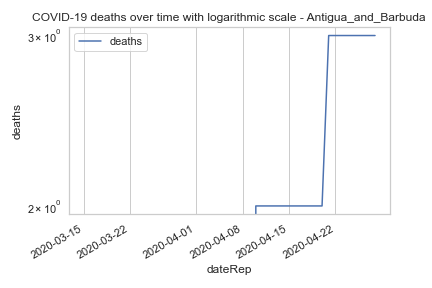 COVID-19 deaths over time with logarithmic scale - Antigua_and_Barbuda
3 × 10⁰
deaths
deaths
2 × 10⁰
2020-03-15
2020-03-22
2020-04-01
2020-04-08
2020-04-15
2020-04-22
dateRep